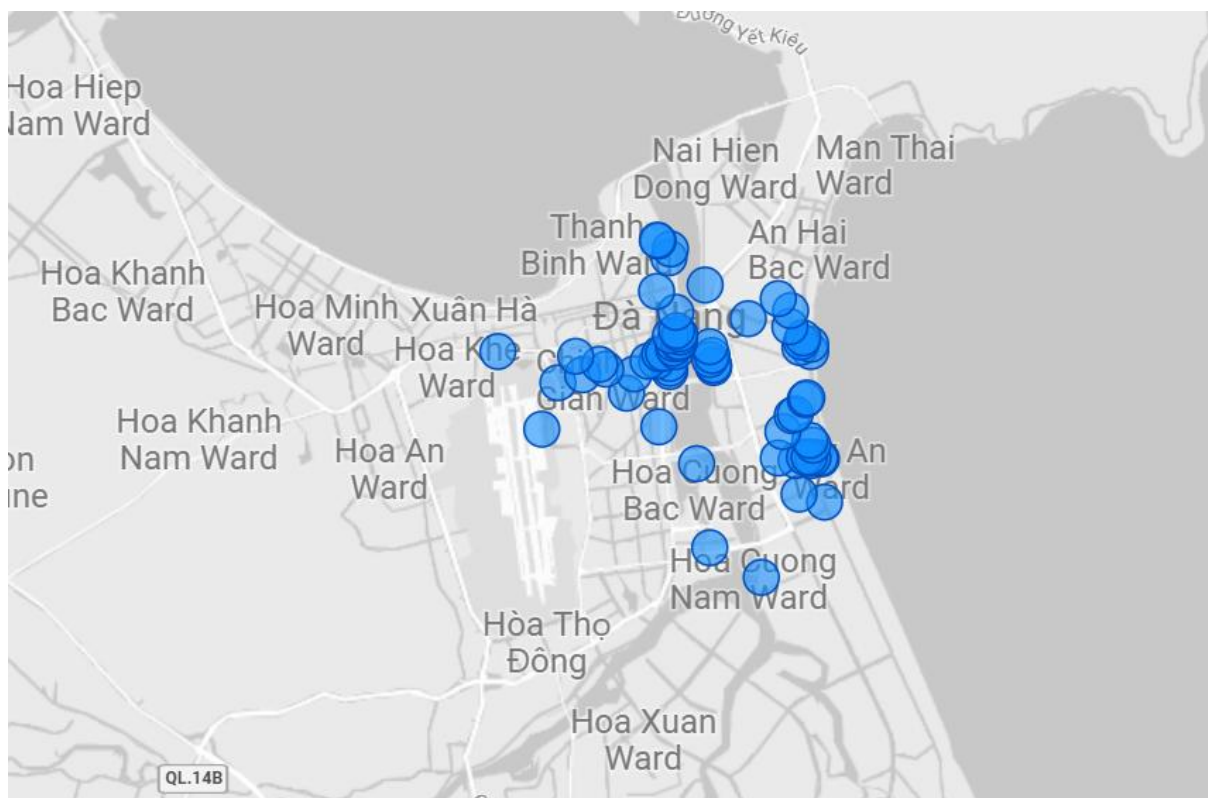 Đường Yết Kiêu
Hoa Hiep
Nam Ward
Nai Hien
Dong Ward
Man Thai
Ward
Thanh
Binh
An Hai
Bac Ward
Hoa Khanh
Bac Ward
Hoa Minh
Ward
Xuân Hà
Đà
Hoa Khe
Ward
Gian Ward
Hoa Khanh
Nam Ward
Hoa An
Ward
An
Hoa Cuong
Bac Ward
Hoa Cuong
Nam Ward
Hòa Thọ
Đông
Hoa Xuan
Ward
QL.14B